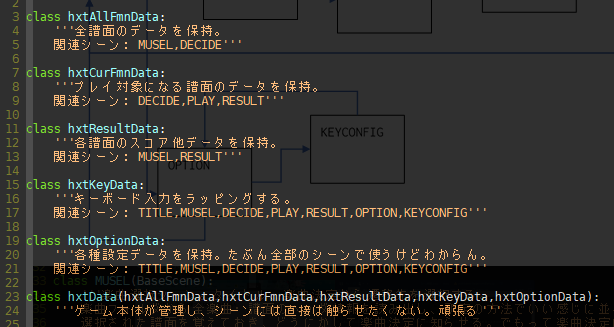 2
3 class hxtAllFmnData:
4 '''全譜面のデータを保持。
5 関連シーン: MUSEL,DECIDE'''
6
7 class hxtCurFmnData:
8 '''プレイ対象になる譜面のデータを保持。
9 関連シーン: DECIDE,PLAY,RESULT'''
10
11 class hxtResultData:
12 '''各譜面のスコア他データを保持。
13 関連シーン: MUSEL,RESULT'''
14
15 class hxtKeyData:
16 '''キーボード入力をラッピングする。
17 関連シーン: TITLE,MUSEL,DECIDE,PLAY,RESULT,OPTION,KEYCONFIG'''
18
19 class hxtOptionData:
20 '''各種設定データを保持。たぶん全部のシーンで使うけどわからん。
21 関連シーン: TITLE,MUSEL,DECIDE,PLAY,RESULT,OPTION,KEYCONFIG'''
22
23 class hxtData(hxtAllFmnData,hxtCurFmnData,hxtResultData,hxtKeyData,hxtOptionData):
24 '''ゲーム本体が管理し、シーンには直接は触らせたくない。頑張る'''
KEYCONFIG
OPTION
class MUSEL(BaseScene):